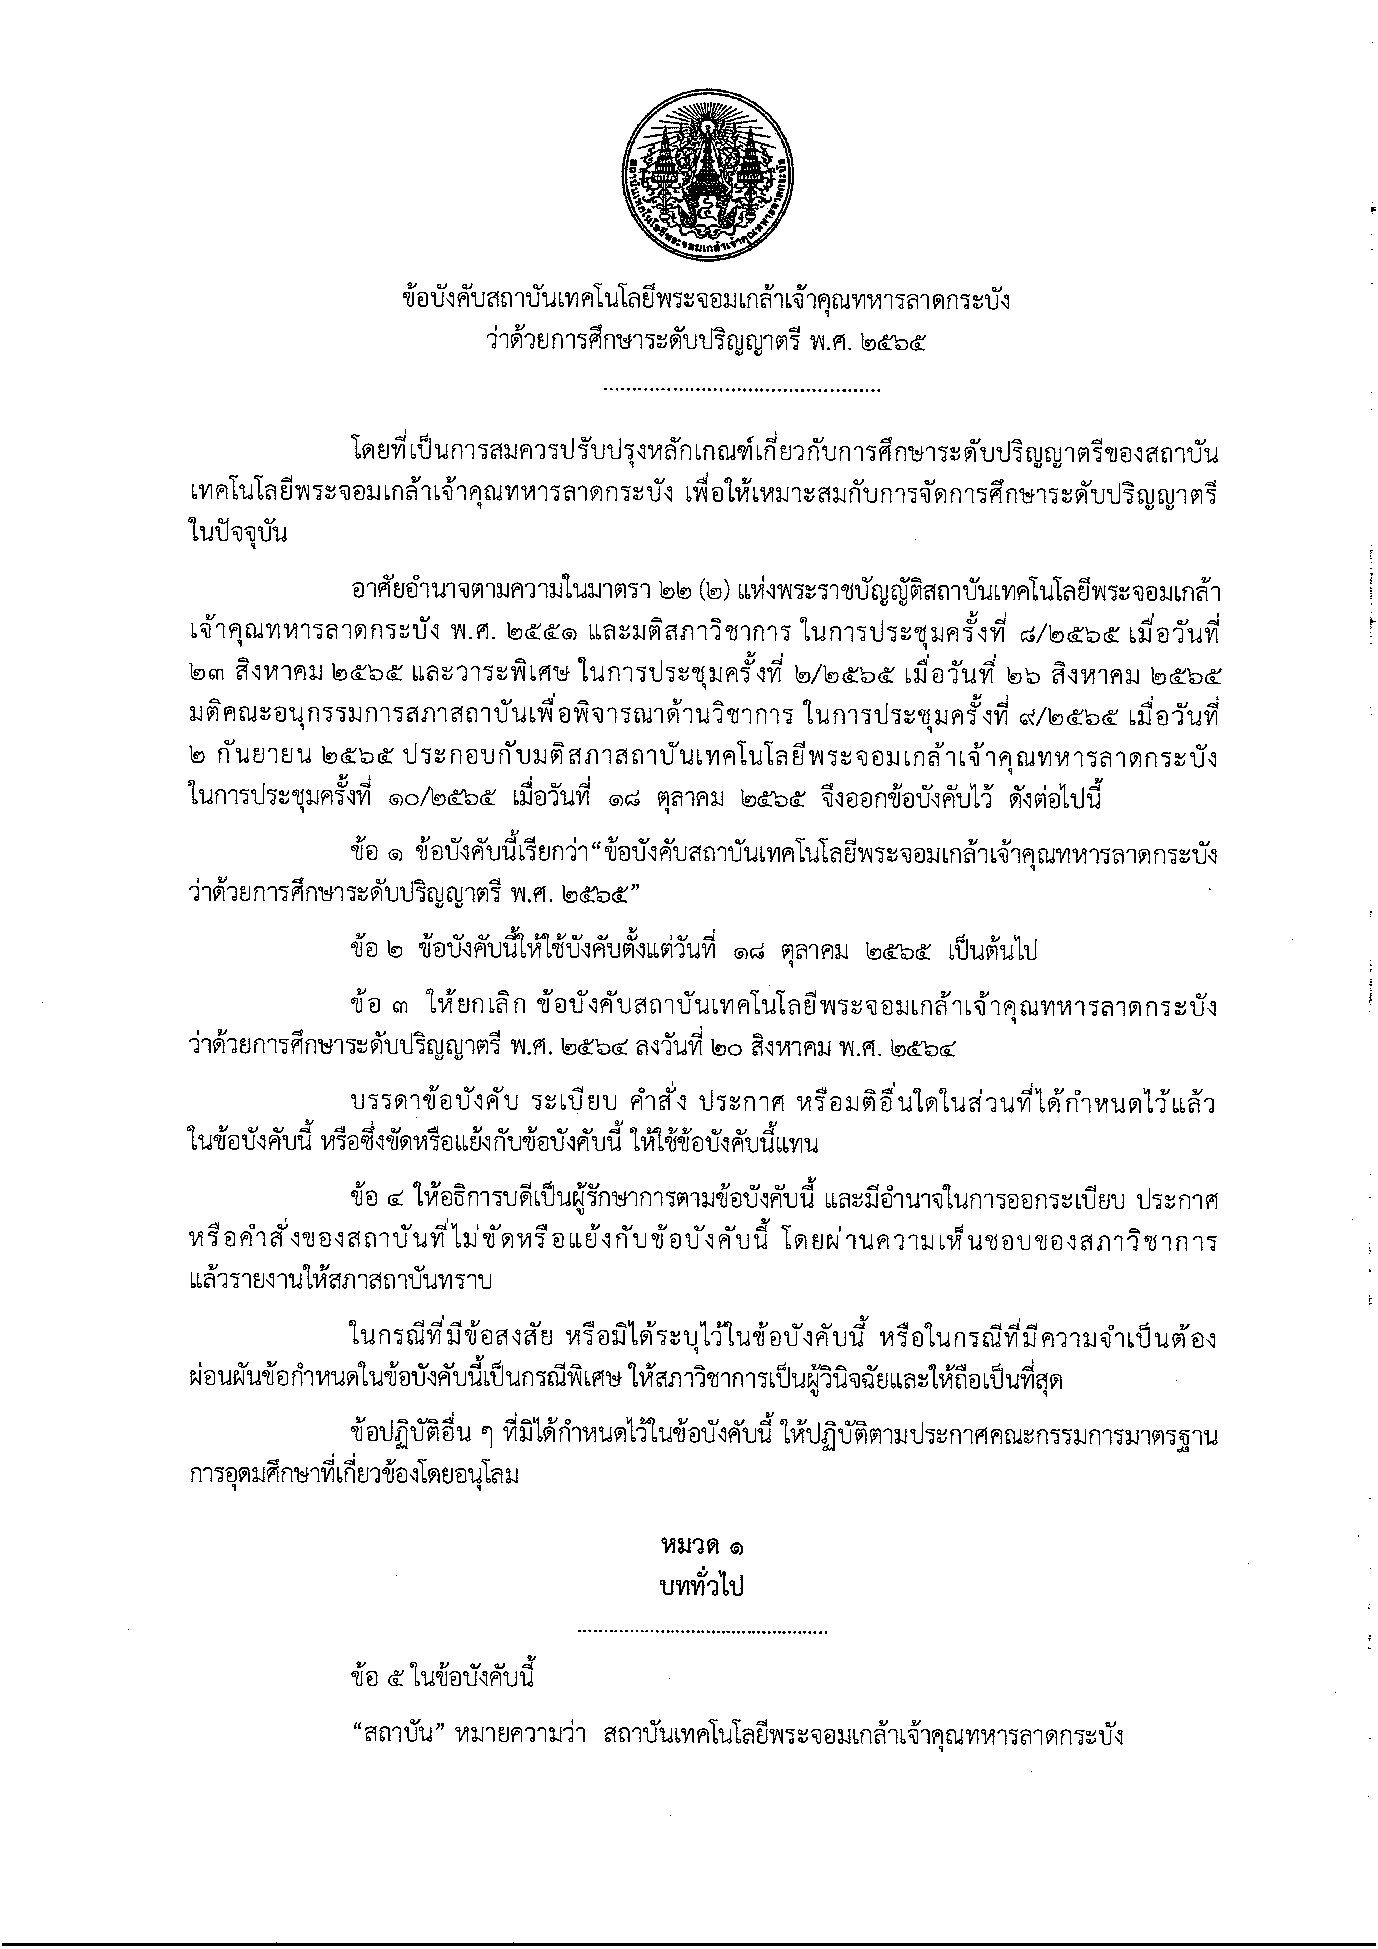 สถาบันเทคโนโลยีพระจอมเกล้าเจ้าคุณทหารลาดกระบัง
ข้อบังคับสถาบันเทคโนโลยีพระจอมเกล้าเจ้าคุณทหารลาดกระบัง
ว่าด้วยการศึกษาระดับปริญญาตรี พ.ศ. ๒๕๖๕
โดยที่เป็นการสมควรปรับปรุงหลักเกณฑ์เกี่ยวกับการศึกษาระดับปริญญาตรีของสถาบัน
เทคโนโลยีพระจอมเกล้าเจ้าคุณทหารลาดกระบัง เพื่อให้เหมาะสมกับการจัดการศึกษาระดับปริญญาตรี
ในปัจจุบัน
อาศัยอำนาจตามความในมาตรา ๒๒ (๒) แห่งพระราชบัญญัติสถาบันเทคโนโลยีพระจอมเกล้า
เจ้าคุณทหารลาดกระบัง พ.ศ. ๒๕๕๑ และมติสภาวิชาการ ในการประชุมครั้งที่ ๘/๒๕๖๕ เมื่อวันที่
๒๓ สิงหาคม ๒๕๖๕ และวาระพิเศษ ในการประชุมครั้งที่ ๒/๒๕๖๕ เมื่อวันที่ ๒๖ สิงหาคม ๒๕๖๕
มติคณะอนุกรรมการสภาสถาบันเพื่อพิจารณาด้านวิชาการ ในการประชุมครั้งที่ ๙/๒๕๖๕ เมื่อวันที่
๒ กันยายน ๒๕๖๕ ประกอบกับมติสภาสถาบันเทคโนโลยีพระจอมเกล้าเจ้าคุณทหารลาดกระบัง
ในการประชุมครั้งที่ ๑๐/๒๕๖๕ เมื่อวันที่ ๑๘ ตุลาคม ๒๕๖๕ จึงออกข้อบังคับไว้ ดังต่อไปนี้
ข้อ ๑ ข้อบังคับนี้เรียกว่า“ข้อบังคับสถาบันเทคโนโลยีพระจอมเกล้าเจ้าคุณทหารลาดกระบัง
ว่าด้วยการศึกษาระดับปริญญาตรี พ.ศ. ๒๕๖๕”
ข้อ ๒ ข้อบังคับนี้ให้ใช้บังคับตั้งแต่วันที่ ๑๘ ตุลาคม ๒๕๖๕ เป็นต้นไป
ข้อ ๓ ให้ยกเลิก ข้อบังคับสถาบันเทคโนโลยีพระจอมเกล้าเจ้าคุณทหารลาดกระบัง
ว่าด้วยการศึกษาระดับปริญญาตรี พ.ศ. ๒๕๖๔ ลงวันที่ ๒๐ สิงหาคม พ.ศ. ๒๕๖๔
บรรดาข้อบังคับ ระเบียบ คำสั่ง ประกาศ หรือมติอื่นใดในส่วนที่ได้กำหนดไว้แล้ว
ในข้อบังคับนี้ หรือซึ่งขัดหรือแย้งกับข้อบังคับนี้ ให้ใช้ข้อบังคับนี้แทน
ข้อ ๔ ให้อธิการบดีเป็นผู้รักษาการตามข้อบังคับนี้ และมีอำนาจในการออกระเบียบ ประกาศ
หรือคำสั่งของสถาบันที่ไม่ขัดหรือแย้งกับข้อบังคับนี้ โดยผ่านความเห็นชอบของสภาวิชาการ
แล้วรายงานให้สภาสถาบันทราบ
ในกรณีที่มีข้อสงสัย หรือมิได้ระบุไว้ในข้อบังคับนี้ หรือในกรณีที่มีความจำเป็นต้อง
ผ่อนผันข้อกำหนดในข้อบังคับนี้เป็นกรณีพิเศษ ให้สภาวิชาการเป็นผู้วินิจฉัยและให้ถือเป็นที่สุด
ข้อปฏิบัติอื่น ๆ ที่มิได้กำหนดไว้ในข้อบังคับนี้ ให้ปฏิบัติตามประกาศคณะกรรมการมาตรฐาน
การอุดมศึกษาที่เกี่ยวข้องโดยอนุโลม
หมวด ๑
บททั่วไป
ข้อ ๕ ในข้อบังคับนี้
“สถาบัน” หมายความว่า สถาบันเทคโนโลยีพระจอมเกล้าเจ้าคุณทหารลาดกระบัง